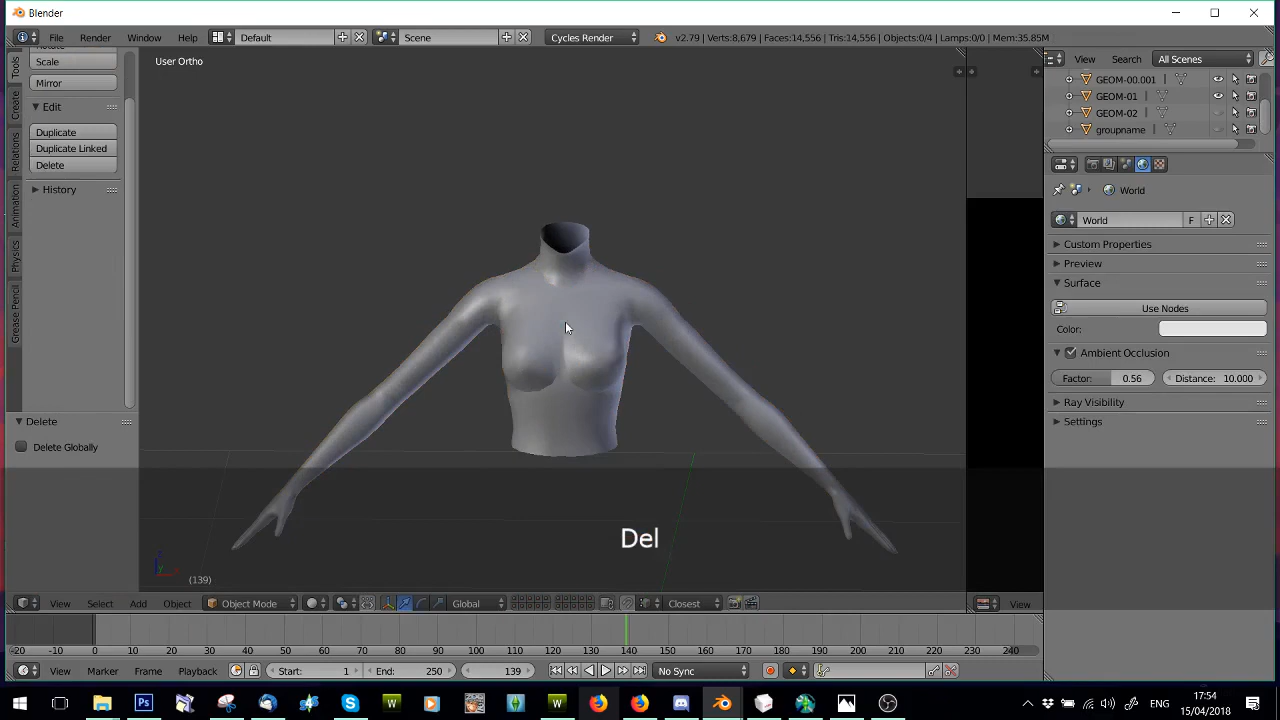 Blender
File Render Window Help Default Scene Cycles Render v2.79 | Verts:8,679 | Faces:14,556 | Tris:14,556 | Objects:0/4 | Lamps:0/0 | Mem:35.85M
User Ortho
View Search All Scenes
Tools
Create
Relations
Animation
Physics
Grease Pencil
Scale
Mirror
Edit
Duplicate
Duplicate Linked
Delete
History
Delete
Delete Globally
GEOM-00.001
GEOM-01
GEOM-02
groupname
World
World F
Custom Properties
Preview
Surface
Use Nodes
Color:
Ambient Occlusion
Factor: 0.56 Distance: 10.000
Ray Visibility
Settings
Del
(139)
View Select Add Object Object Mode Global Closest View
-20 -10 0 10 20 30 40 50 60 70 80 90 100 110 120 130 140 150 160 170 180 190 200 210 220 230 240
View Marker Frame Playback Start: 1 End: 250 139 No Sync
ENG 17:54
15/04/2018